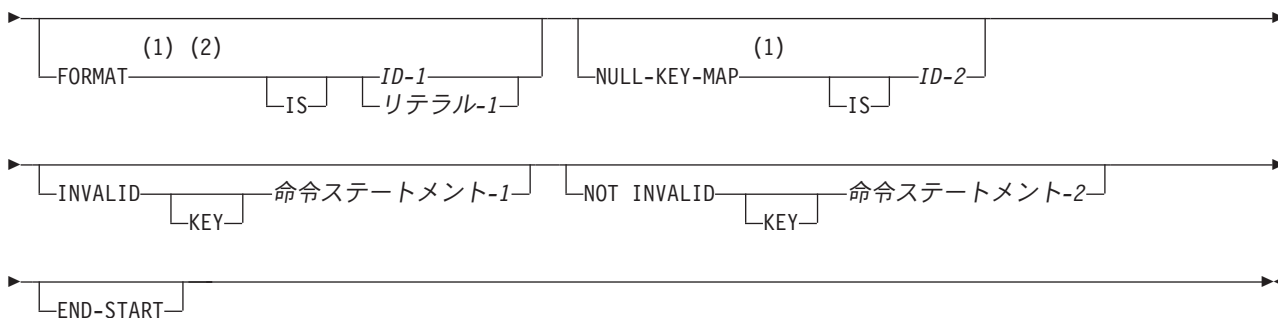 (1) (2) (1)
FORMAT IS ID-1 NULL-KEY-MAP IS ID-2
リテラル-1
INVALID KEY 命令ステートメント-1 NOT INVALID KEY 命令ステートメント-2
END-START